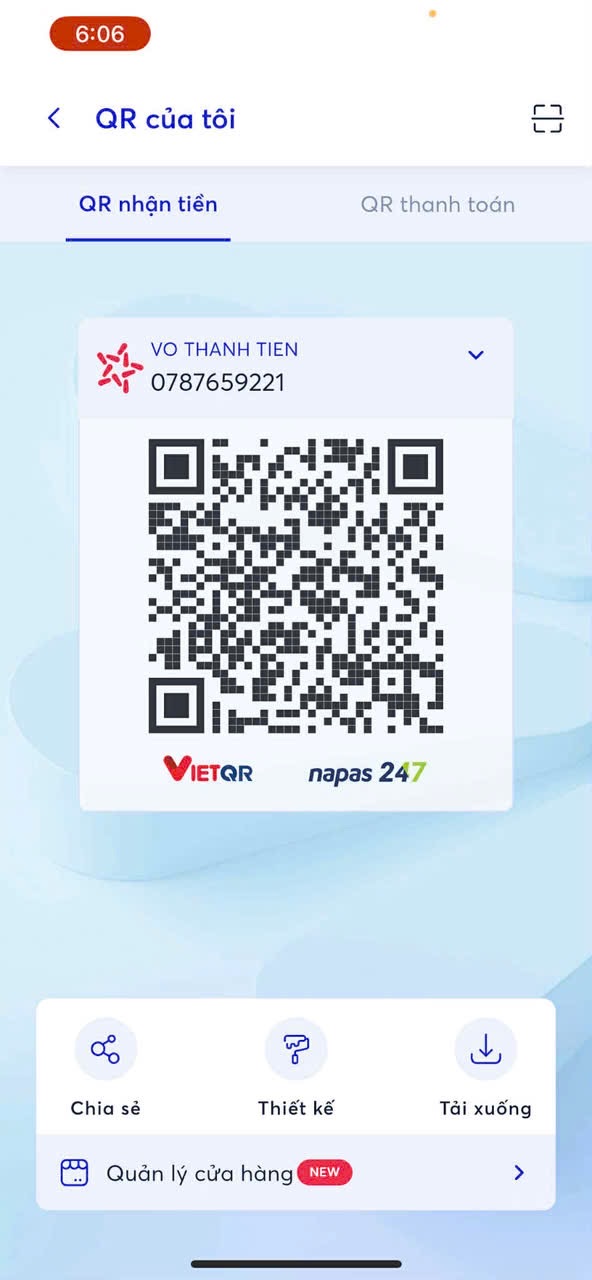 6:06
QR của tôi
QR nhận tiền
QR thanh toán
VO THANH TIEN
0787659221
VIETQR
napas 247
Chia sẻ
Thiết kế
Tải xuống
Quản lý cửa hàng NEW